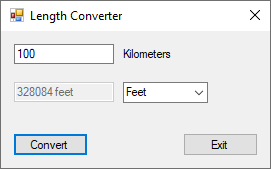 Length Converter
100 Kilometers
328084 feet Feet
Convert Exit